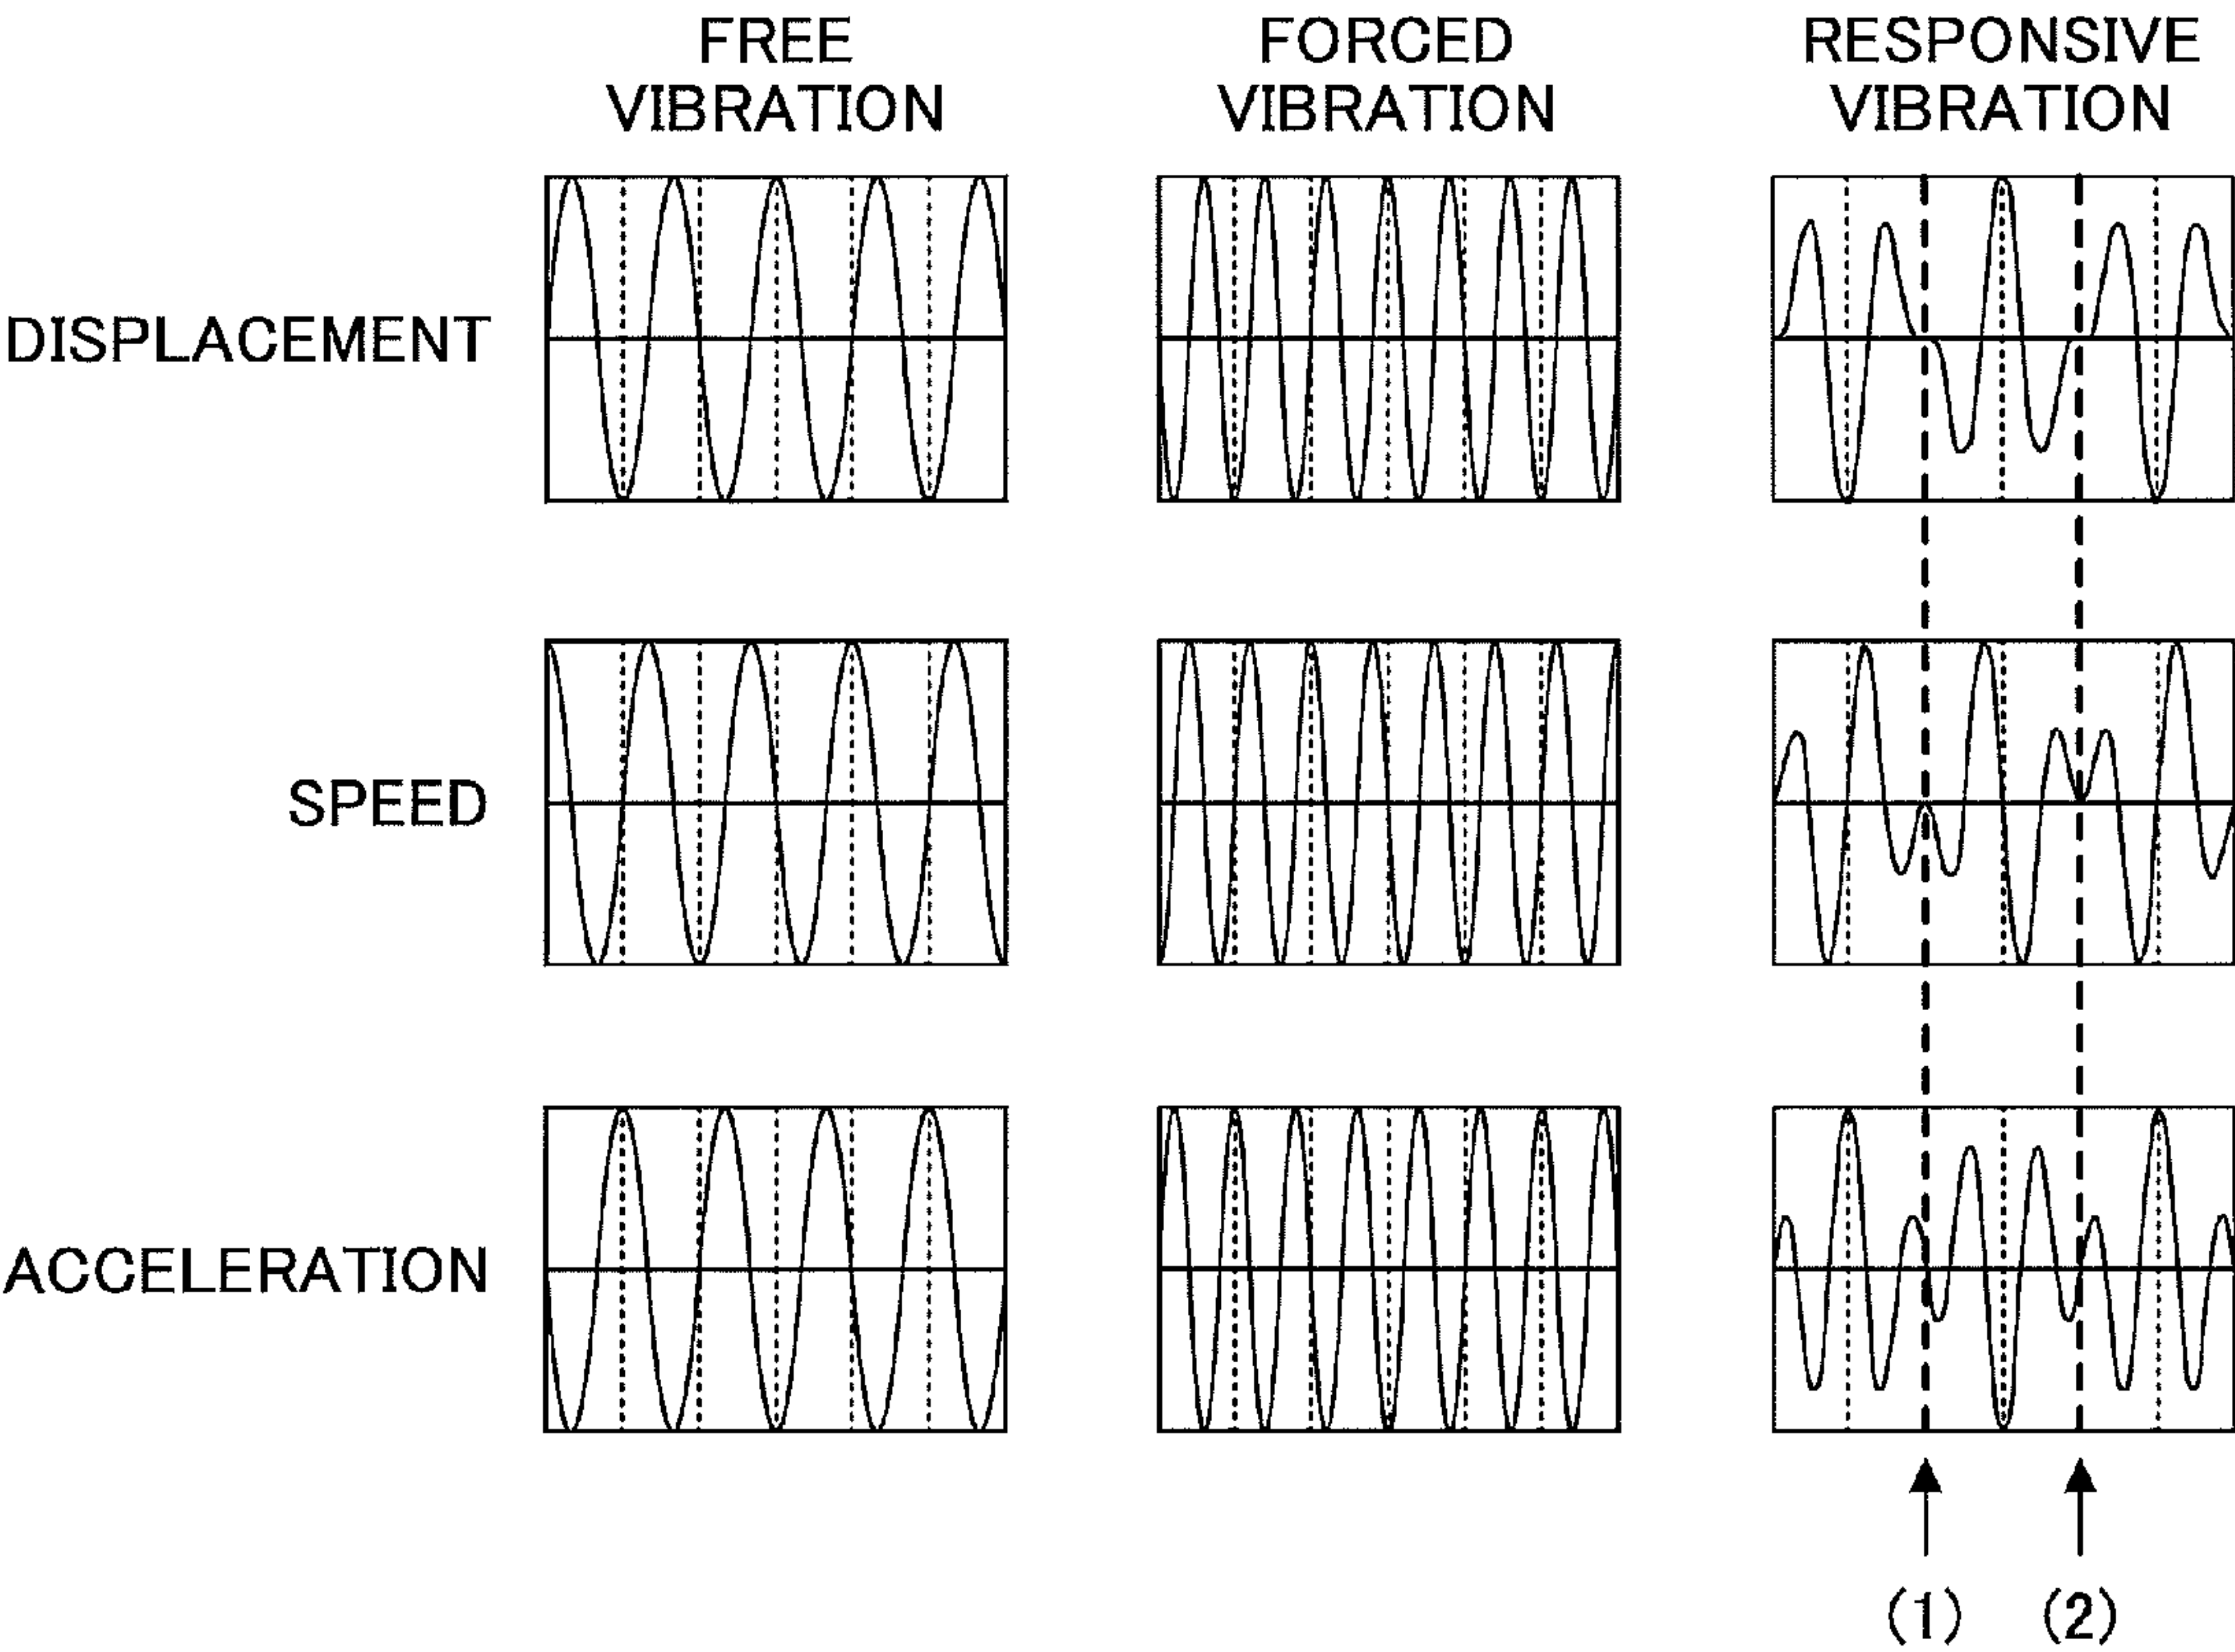 FREE
VIBRATION
FORCED
VIBRATION
RESPONSIVE
VIBRATION
DISPLACEMENT
SPEED
ACCELERATION
(1)
(2)